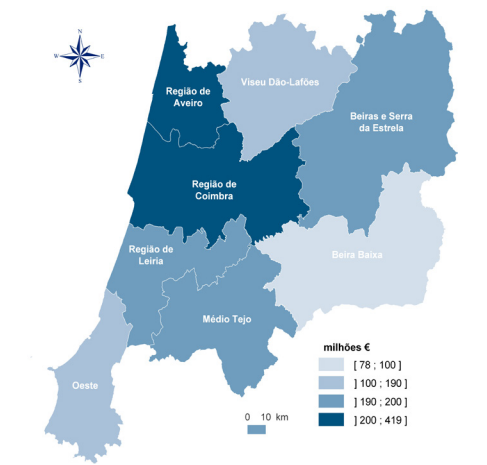 N
W
E
S
Região de
Aveiro
Viseu Dão-Lafões
Beiras e Serra
da Estrela
Região de
Coimbra
Região de
Leiria
Beira Baixa
Médio Tejo
Oeste
milhões €
[ 78 ; 100 ]
] 100 ; 190 ]
] 190 ; 200 ]
] 200 ; 419 ]
0 10 km